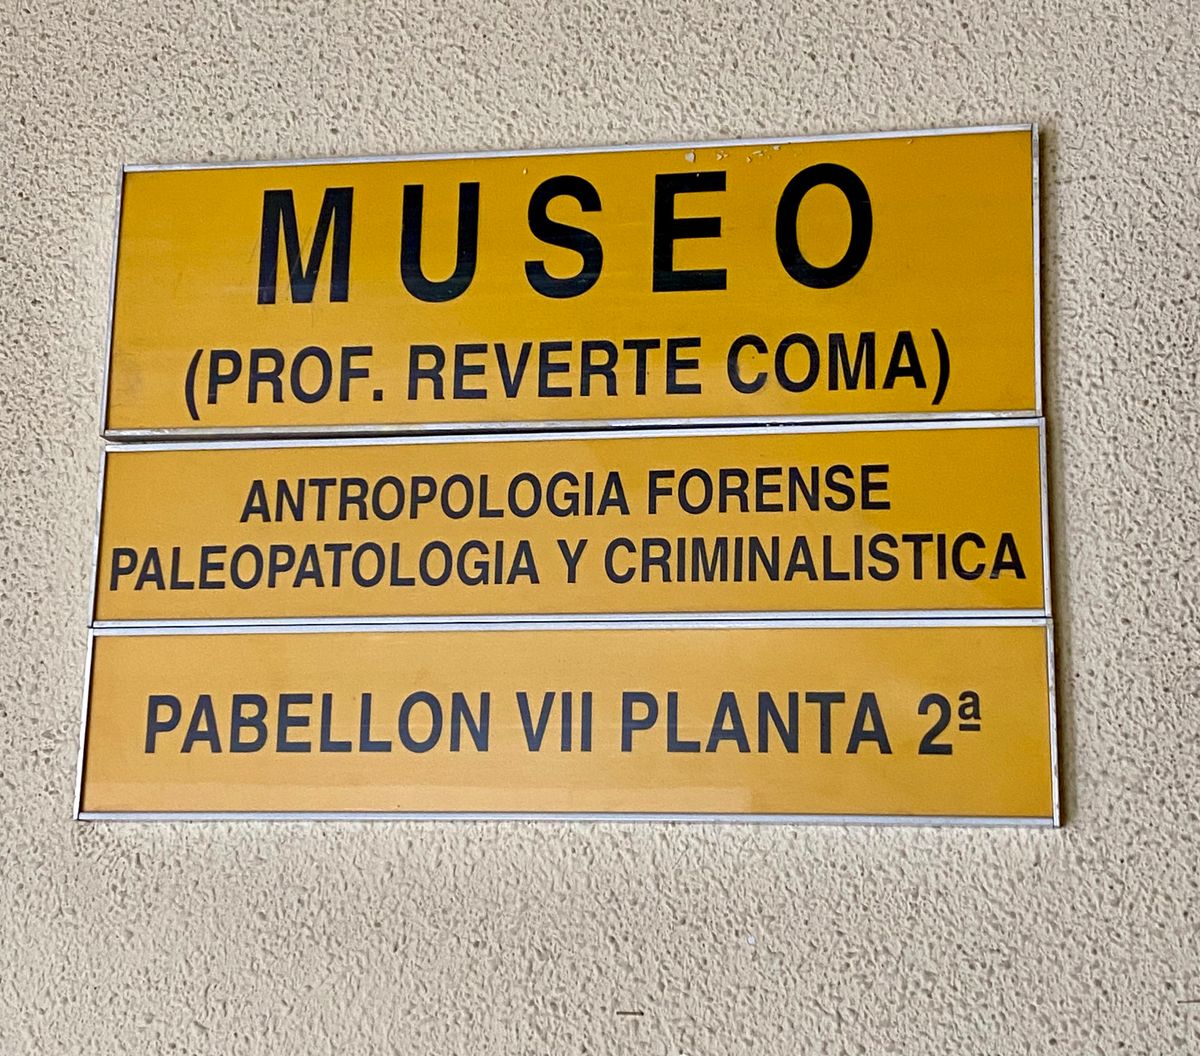 MUSEO
(PROF. REVERTE COMA)
ANTROPOLOGIA FORENSE
PALEOPATOLOGIA Y CRIMINALISTICA
PABELLON VII PLANTA 2ª